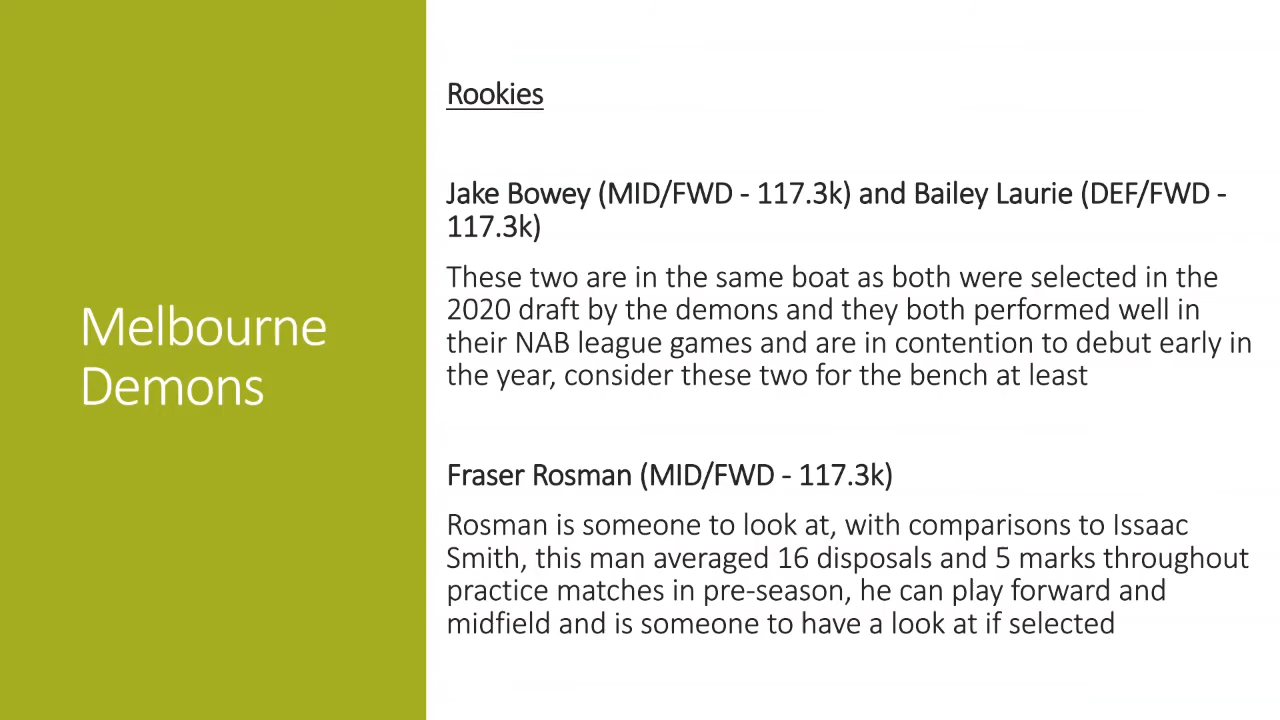 Melbourne
Demons
Rookies
Jake Bowey (MID/FWD - 117.3k) and Bailey Laurie (DEF/FWD -
117.3k)
These two are in the same boat as both were selected in the
2020 draft by the demons and they both performed well in
their NAB league games and are in contention to debut early in
the year, consider these two for the bench at least
Fraser Rosman (MID/FWD - 117.3k)
Rosman is someone to look at, with comparisons to Issaac
Smith, this man averaged 16 disposals and 5 marks throughout
practice matches in pre-season, he can play forward and
midfield and is someone to have a look at if selected